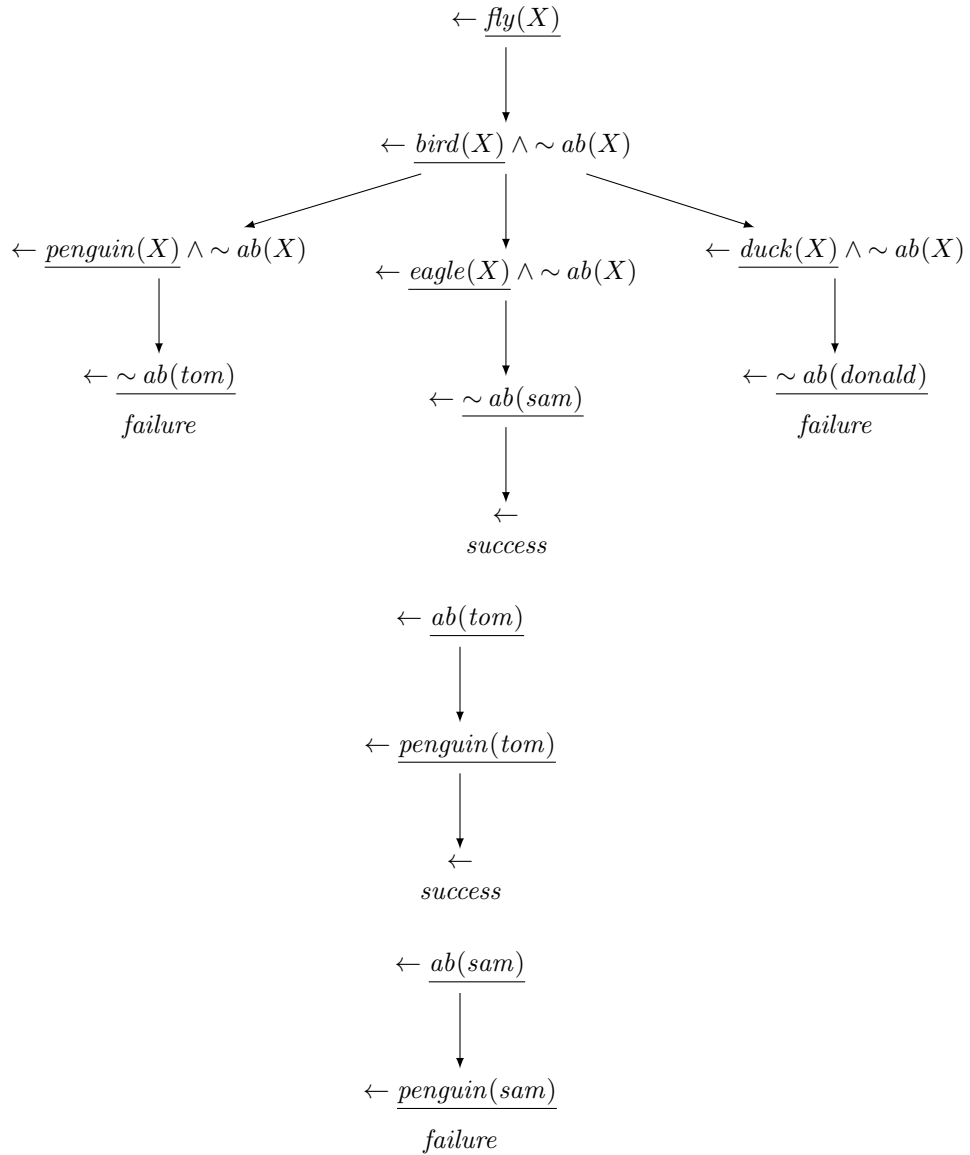 ← fly(X)
← bird(X) ∧ ∼ ab(X)
← penguin(X) ∧ ∼ ab(X)
← eagle(X) ∧ ∼ ab(X)
← duck(X) ∧ ∼ ab(X)
← ∼ ab(tom)
failure
← ∼ ab(sam)
← ∼ ab(donald)
failure
←
success
← ab(tom)
← penguin(tom)
←
success
← ab(sam)
← penguin(sam)
failure